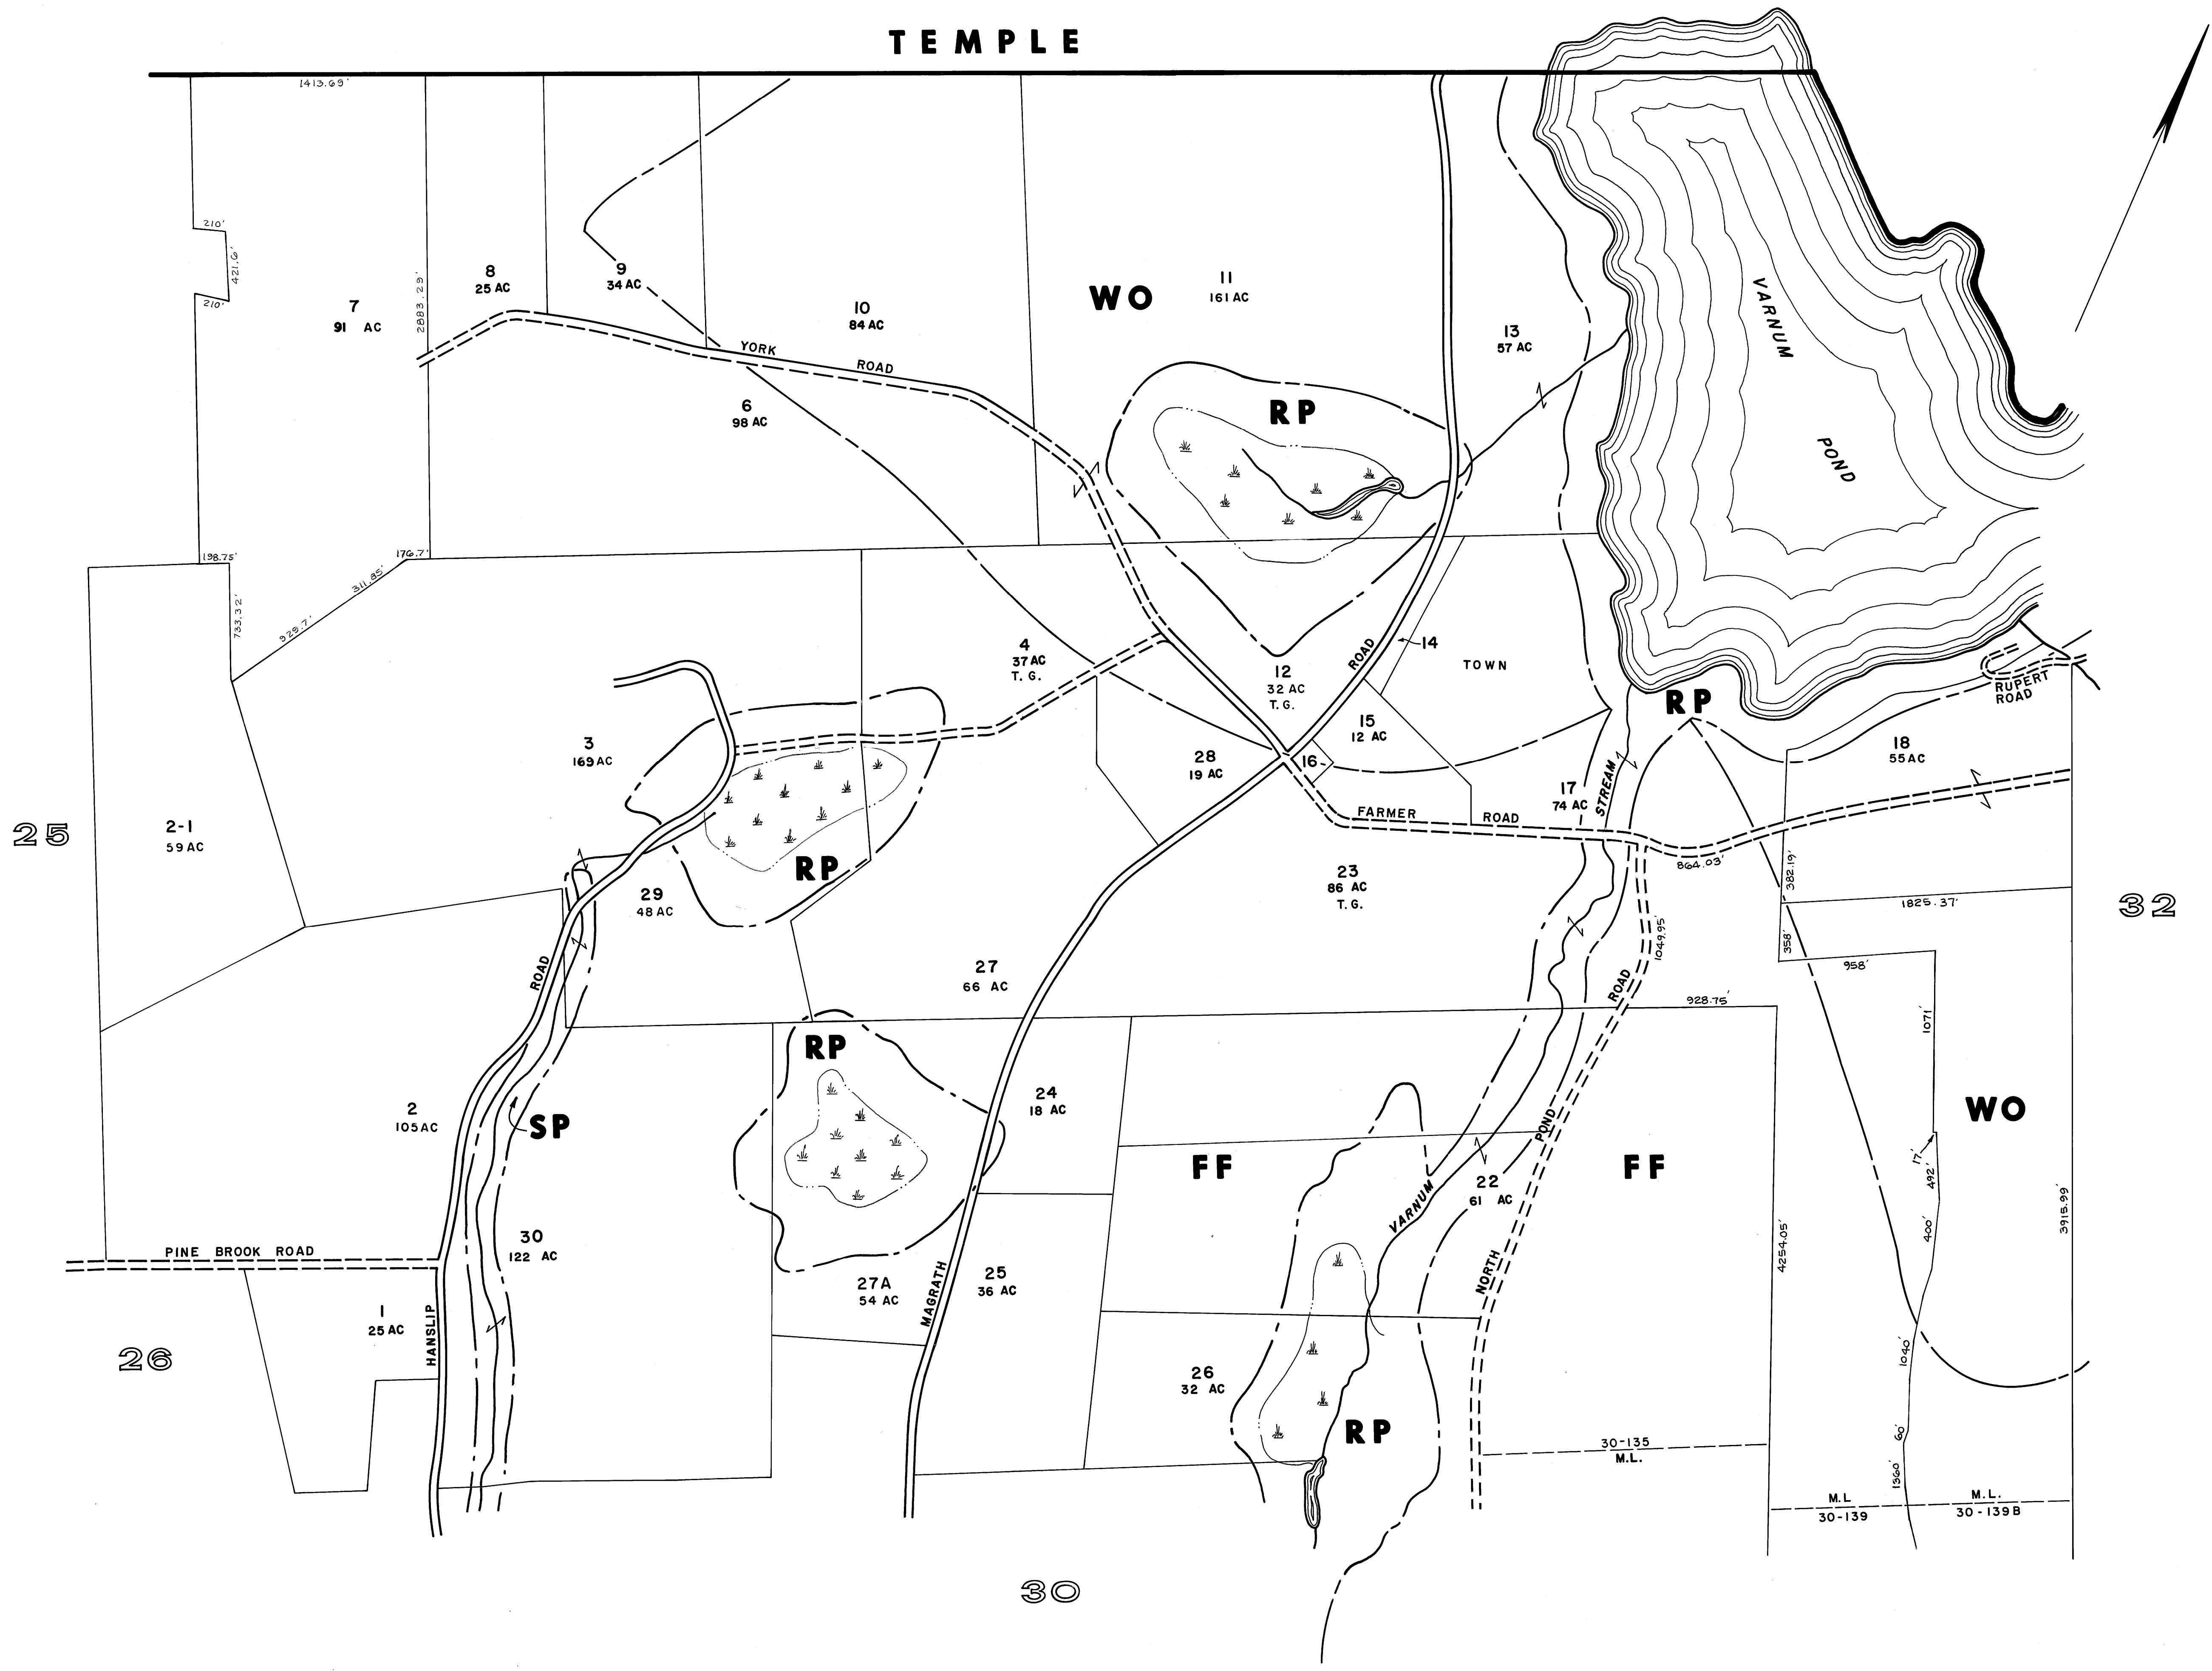 TEMPLE
1413.69'
210'
421.6'
210'
2883.29'
7
91 AC
8
25 AC
9
34 AC
10
84 AC
WO
11
161 AC
13
57 AC
VARNUM
POND
YORK ROAD
6
98 AC
RP
198.75'
176.7'
311.85'
929.7'
733.32'
4
37 AC
T. G.
12
32 AC
T.G.
ROAD
14
TOWN
RP
RUPERT
ROAD
3
169 AC
28
19 AC
15
12 AC
16
17
74 AC
STREAM
18
55 AC
25
2-1
59 AC
FARMER ROAD
864.03'
382.19'
RP
29
48 AC
23
86 AC
T.G.
1825.37'
32
358'
958'
1049.95'
ROAD
ROAD
27
66 AC
928.75'
1071'
RP
24
18 AC
2
105 AC
SP
POND
FF
FF
WO
17'
492'
22
61 AC
VARNUM
400'
3915.99'
4254.05'
30
122 AC
PINE BROOK ROAD
NORTH
27A
54 AC
25
36 AC
MAGRATH
1
25 AC
HANSLIP
26
1040'
26
32 AC
RP
60'
30-135
M.L.
1360'
M.L
30-139
M.L.
30-139B
30